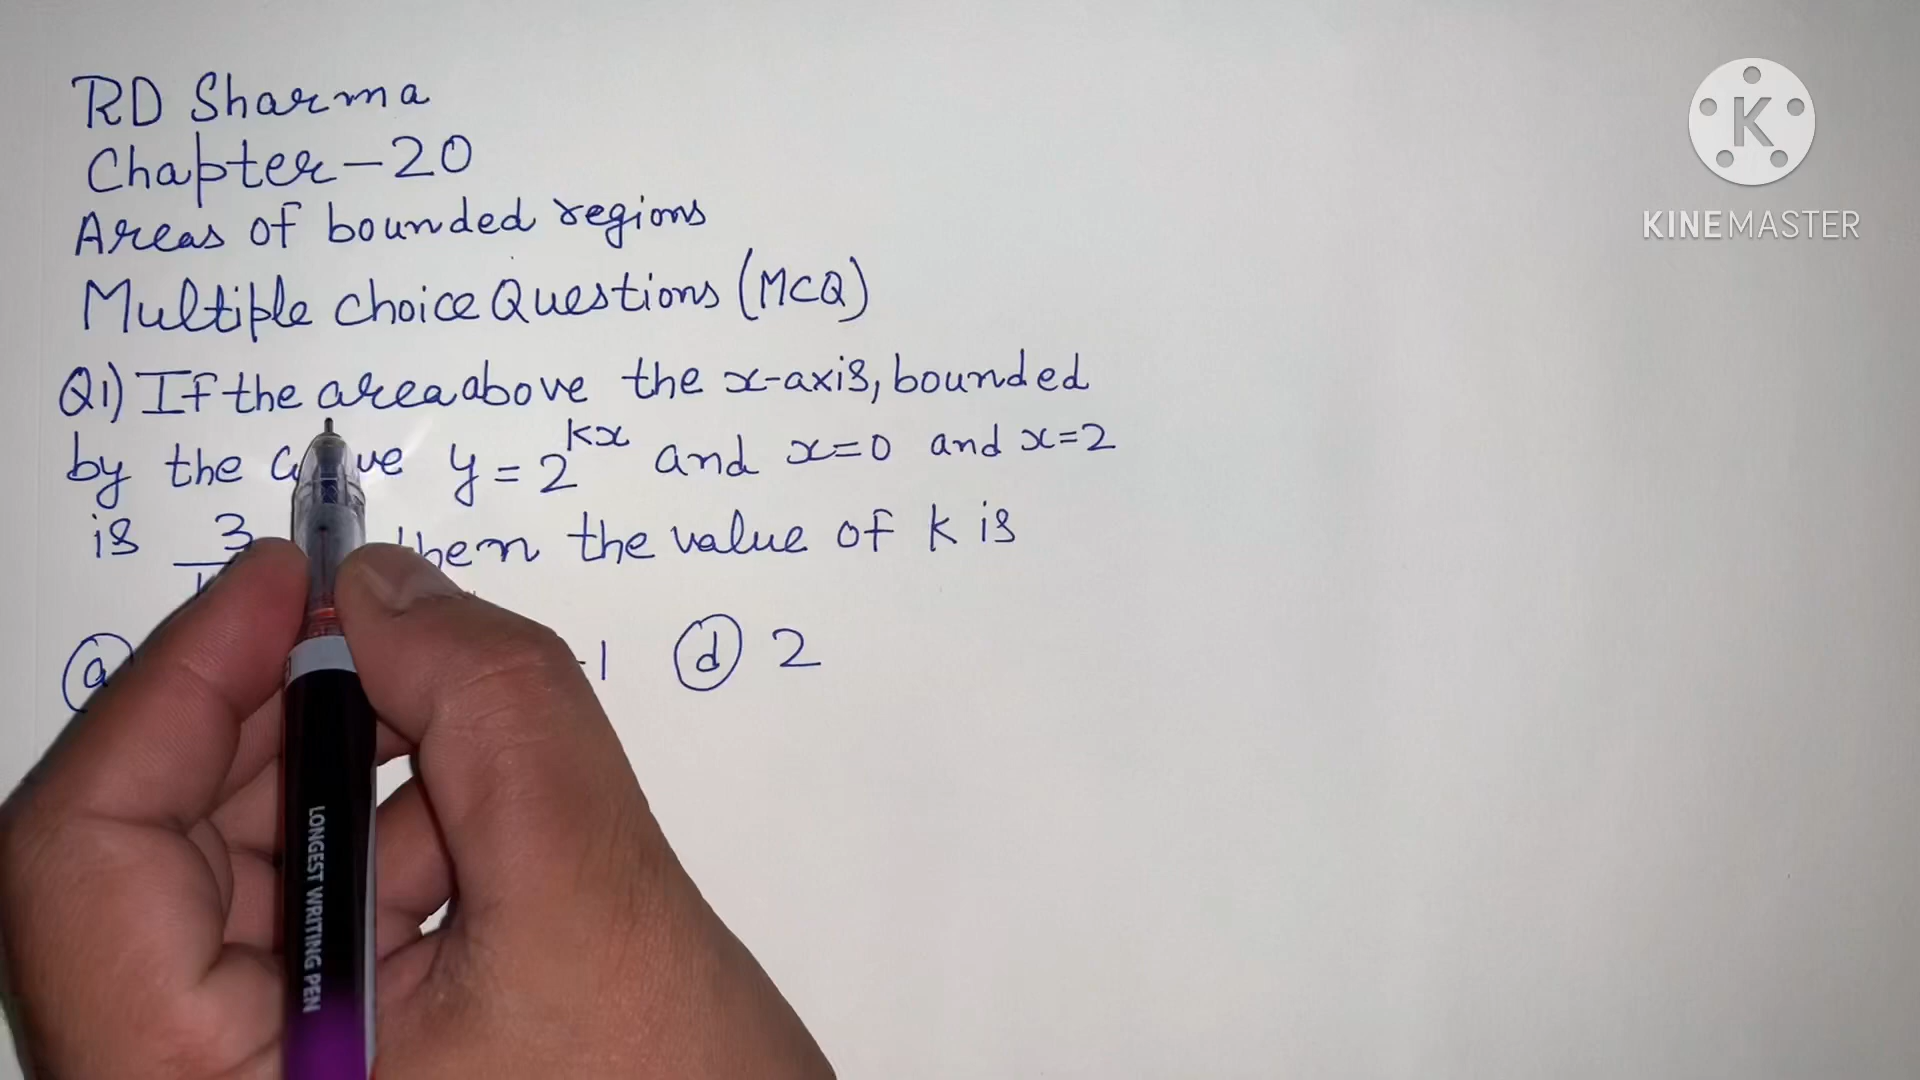 RD Sharma
Chapter-20
Areas of bounded regions
Multiple choice Questions (MCQ)
Q1) If the area above the x-axis, bounded
by the y = 2^kx and x=0 and x=2
is 3 then the value of k is
a -1 d 2
K
KINEMASTER
LONGEST WRITING PEN